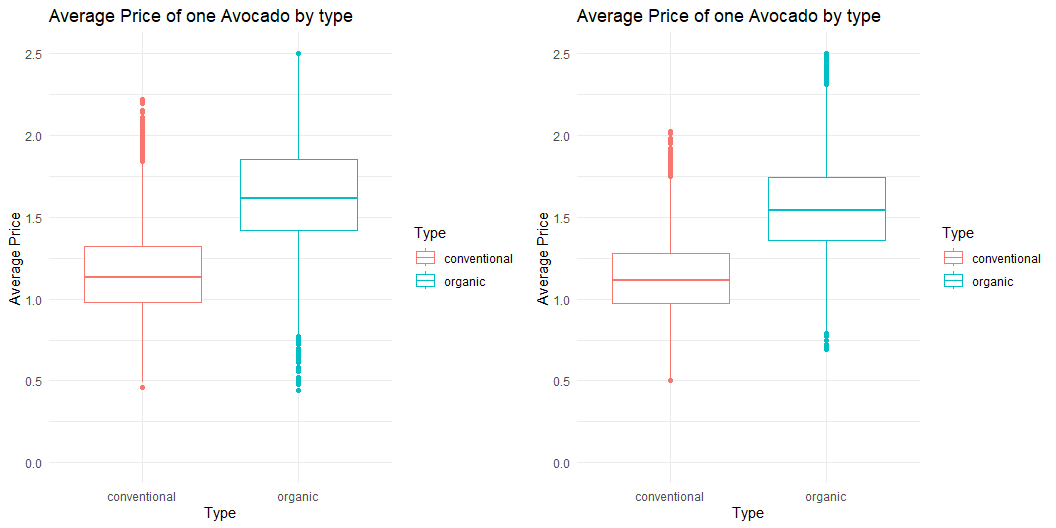 Average Price of one Avocado by type
2.5
2.0
1.5
1.0
0.5
0.0
Average Price
conventional
organic
Type
Type
conventional
organic
Average Price of one Avocado by type
2.5
2.0
1.5
1.0
0.5
0.0
Average Price
conventional
organic
Type
Type
conventional
organic